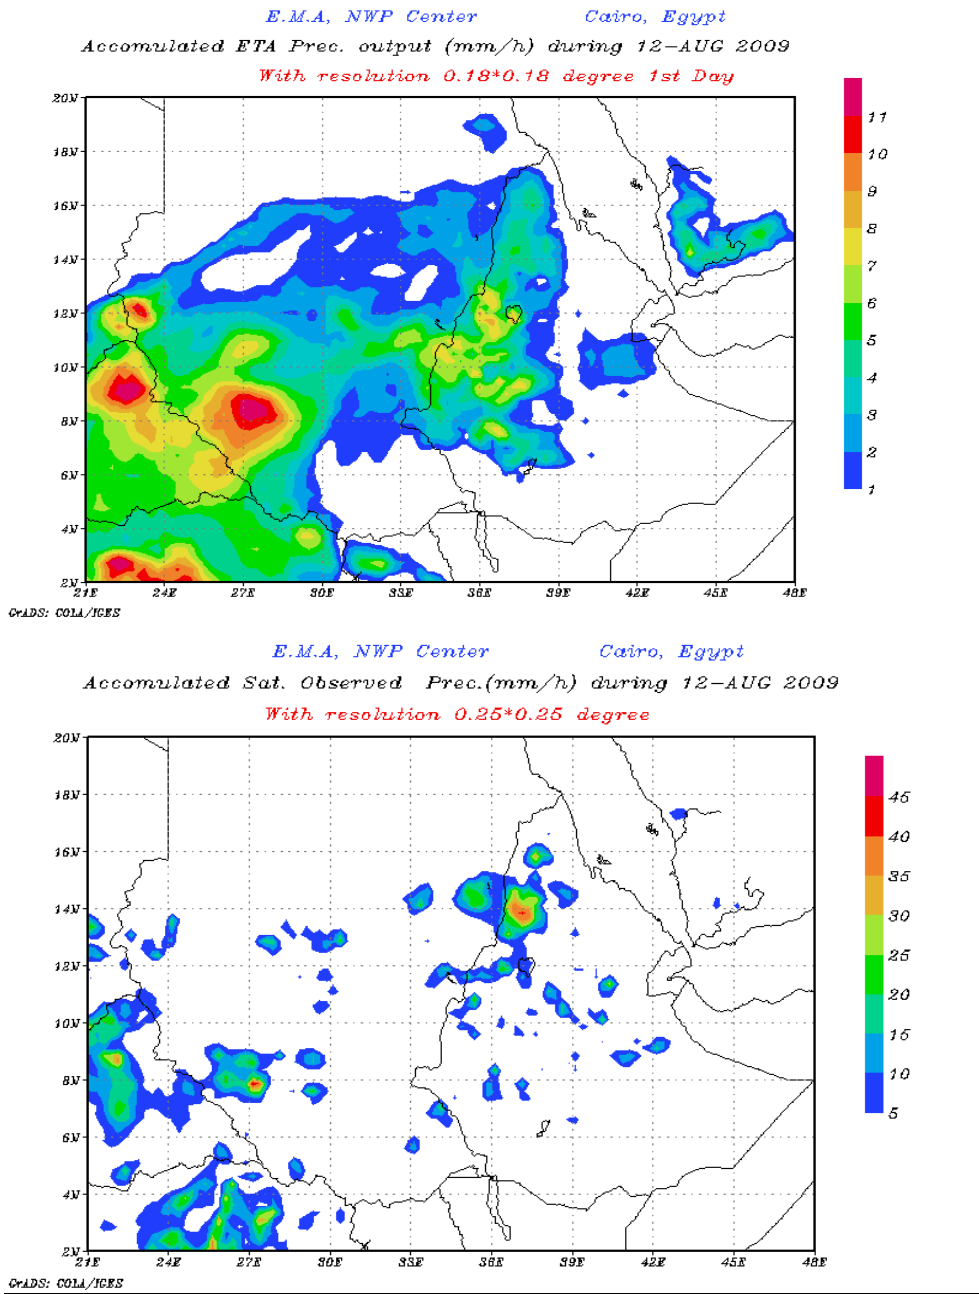 E.M.A, NWP Center Cairo, Egypt
Accomulated ETA Prec. output (mm/h) during 12-AUG 2009
With resolution 0.18*0.18 degree 1st Day
20N
18N
16N
14N
12N
10N
8N
6N
4N
2N
21E 24E 27E 30E 33E 36E 39E 42E 45E 48E
11
10
9
8
7
6
5
4
3
2
1
GrADS: COLA/IGES
E.M.A, NWP Center Cairo, Egypt
Accomulated Sat. Observed Prec.(mm/h) during 12-AUG 2009
With resolution 0.25*0.25 degree
20N
18N
16N
14N
12N
10N
8N
6N
4N
2N
21E 24E 27E 30E 33E 36E 39E 42E 45E 48E
45
40
35
30
25
20
15
10
5
GrADS: COLA/IGES